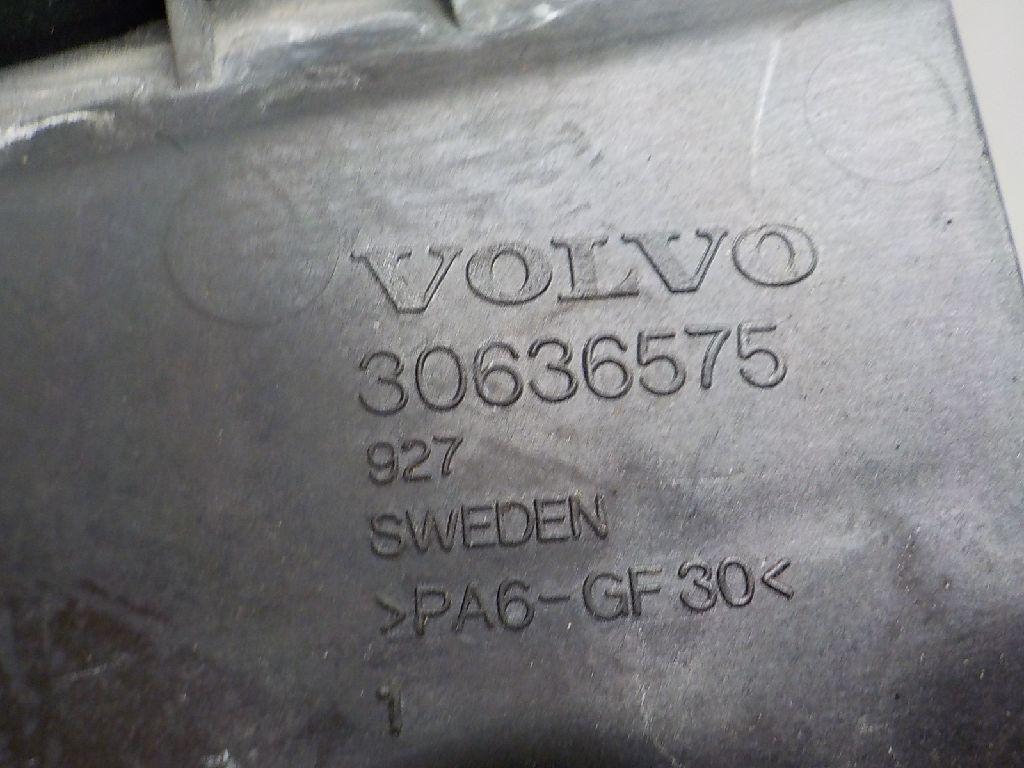 VOLVO
30636575
927
SWEDEN
>PA6-GF30<
1